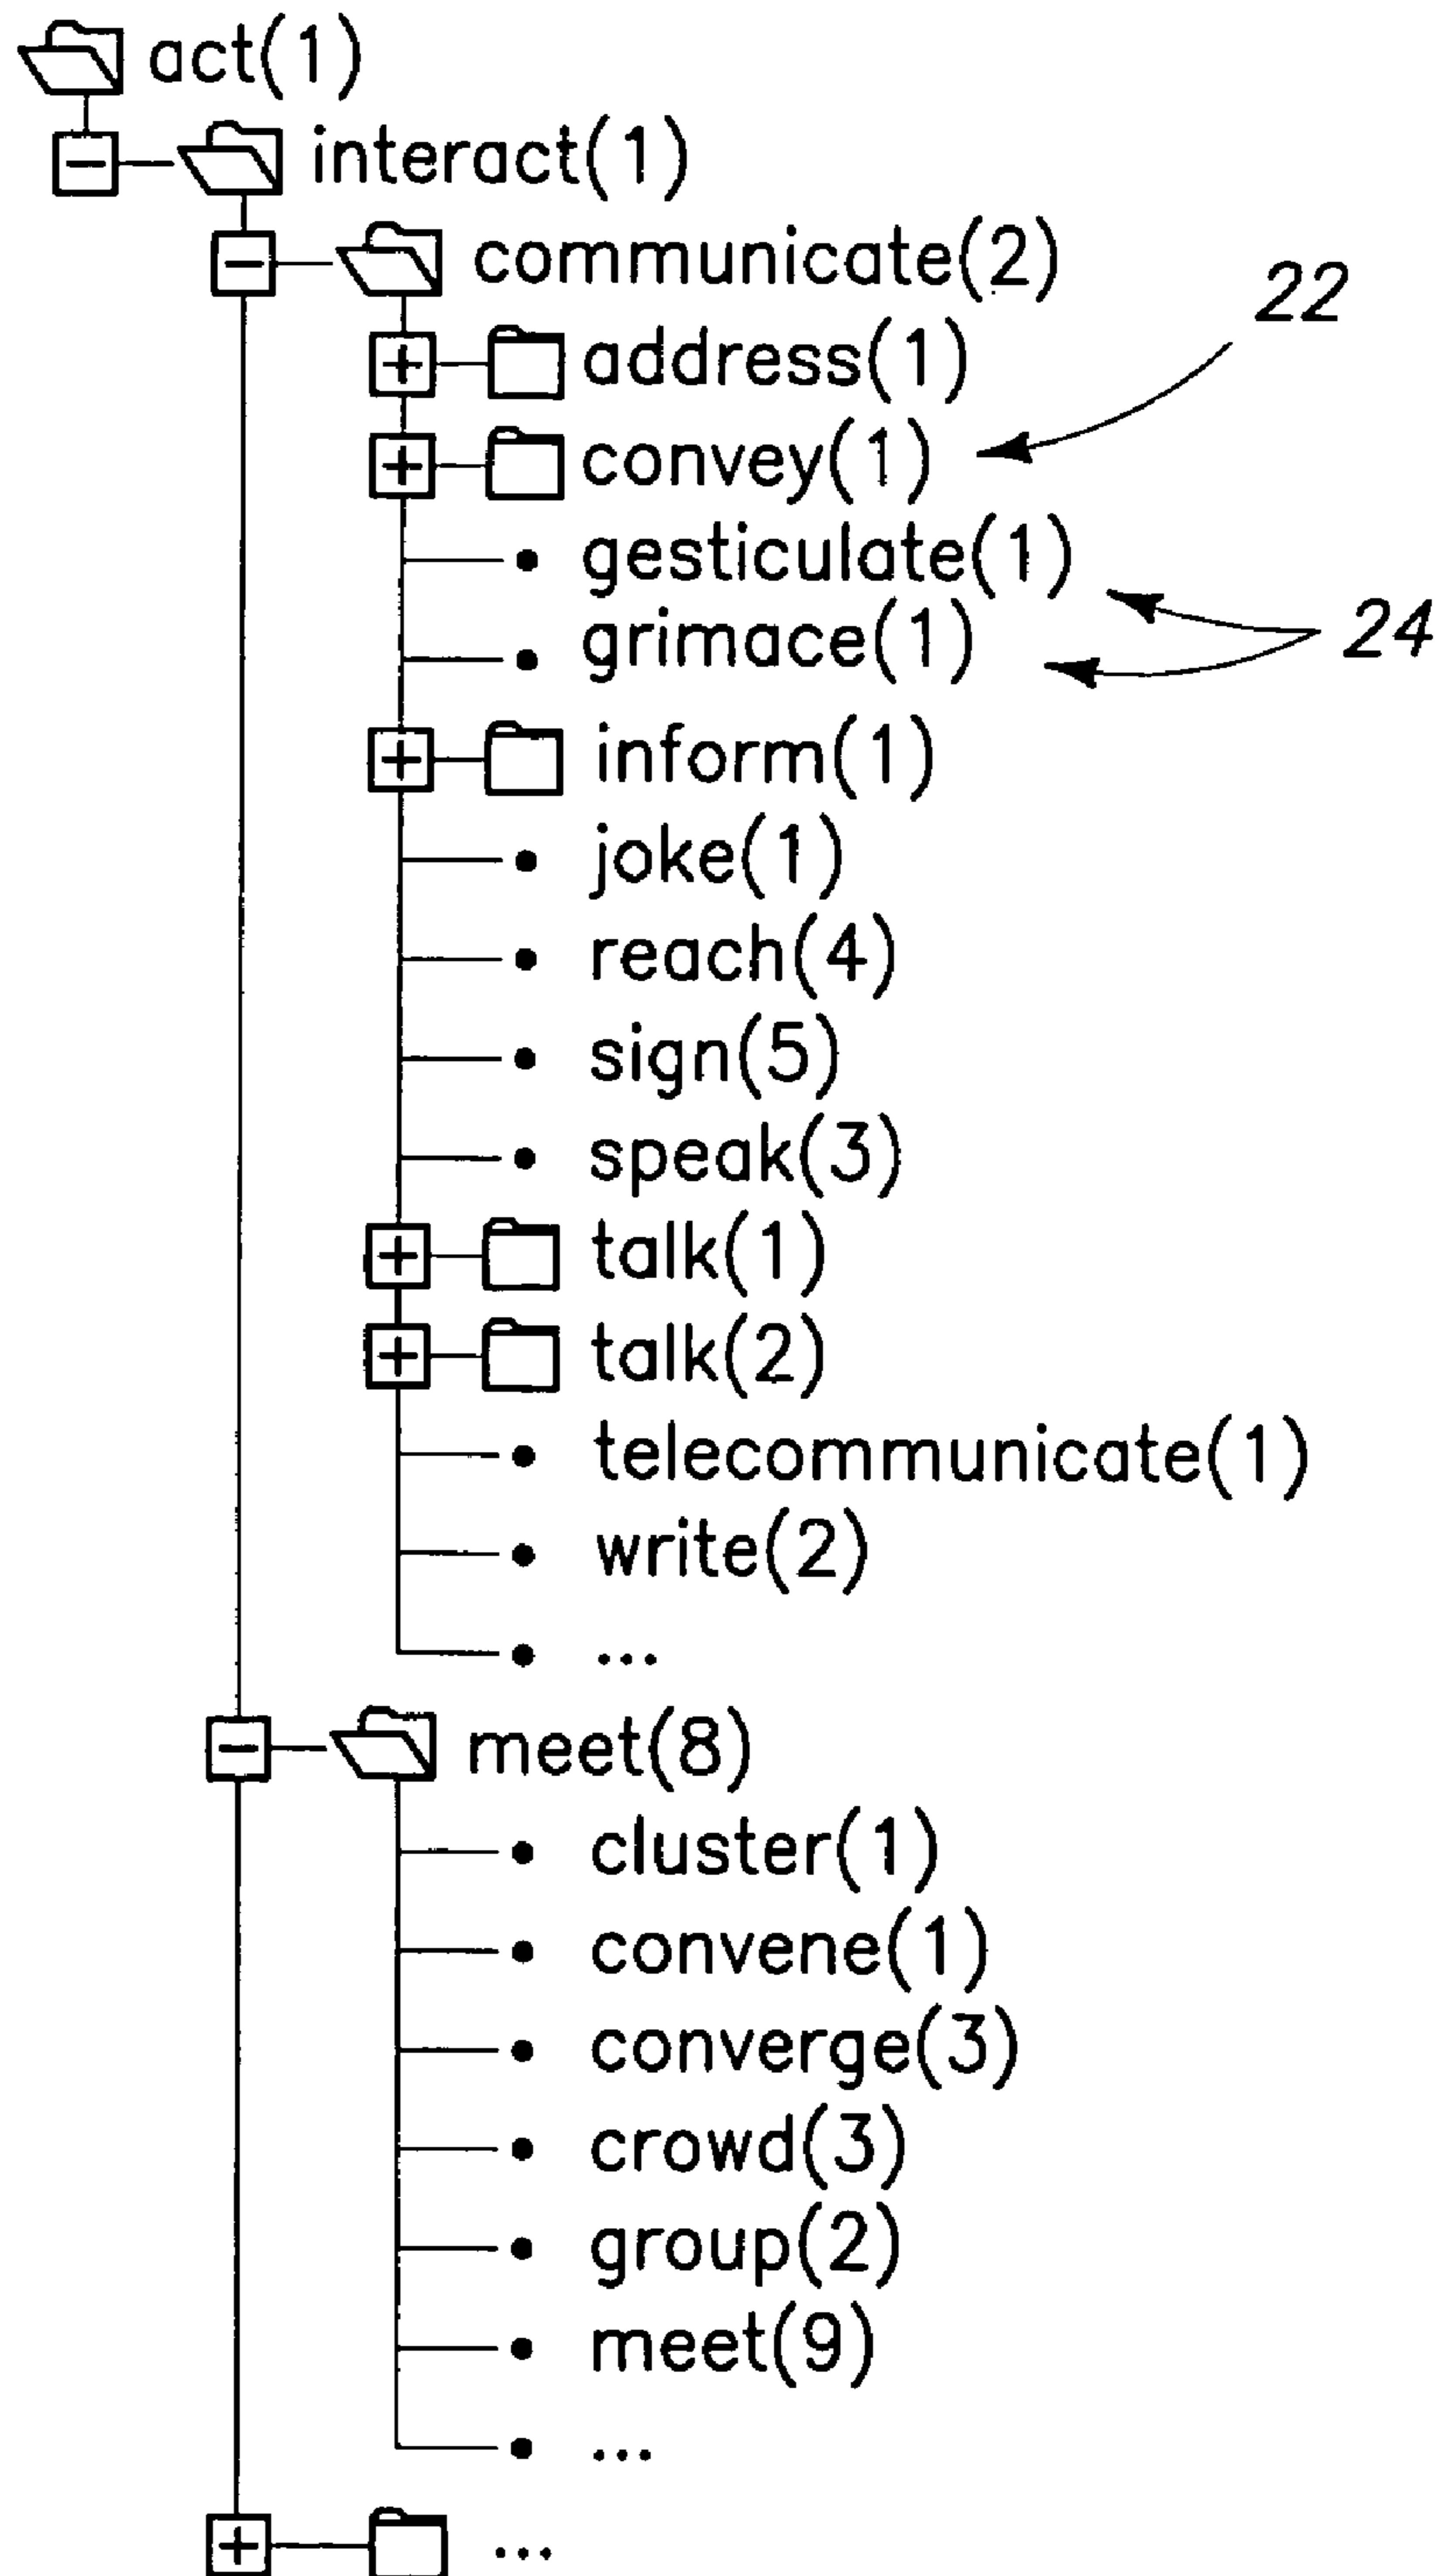 act(1)
interact(1)
communicate(2)
22
address(1)
convey(1)
gesticulate(1)
grimace(1)
24
inform(1)
joke(1)
reach(4)
sign(5)
speak(3)
talk(1)
talk(2)
telecommunicate(1)
write(2)
...
meet(8)
cluster(1)
convene(1)
converge(3)
crowd(3)
group(2)
meet(9)
...
...